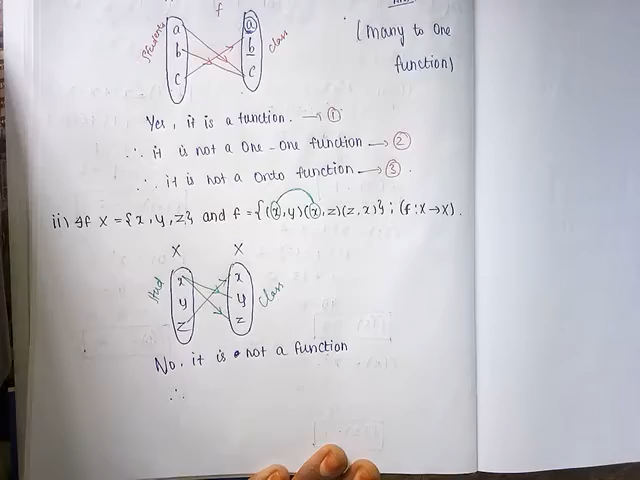 f
Students
a
b
c
a
b
c
class
(many to one
function)
Yes, it is a function. → ①
∴ it is not a one-one function → ②
∴ it is not a onto function → ③.
ii) If X = {x, y, z} and f = {(x, y)(x, z)(z, x)} ; (f : X → X).
X X
x
y
z
x
y
z
class
No, it is not a function
∴